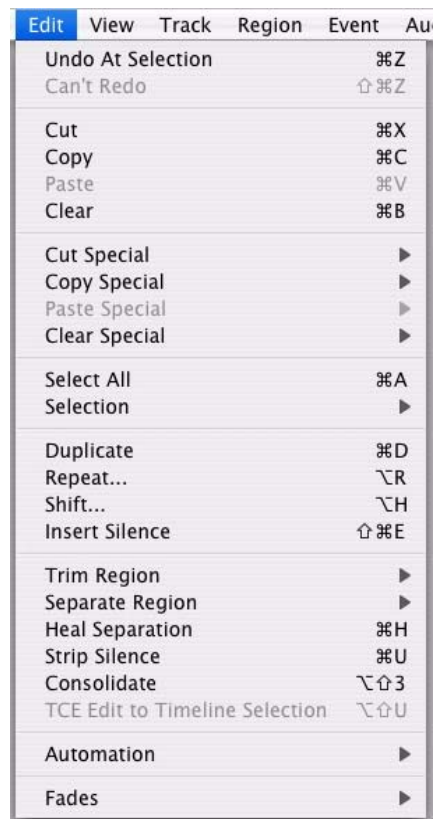 Edit View Track Region Event Au
Undo At Selection ⌘Z
Can't Redo ⇧⌘Z
Cut ⌘X
Copy ⌘C
Paste ⌘V
Clear ⌘B
Cut Special
Copy Special
Paste Special
Clear Special
Select All ⌘A
Selection
Duplicate ⌘D
Repeat... ⌥R
Shift... ⌥H
Insert Silence ⇧⌘E
Trim Region
Separate Region
Heal Separation ⌘H
Strip Silence ⌘U
Consolidate ⌥⇧3
TCE Edit to Timeline Selection ⌥⇧U
Automation
Fades